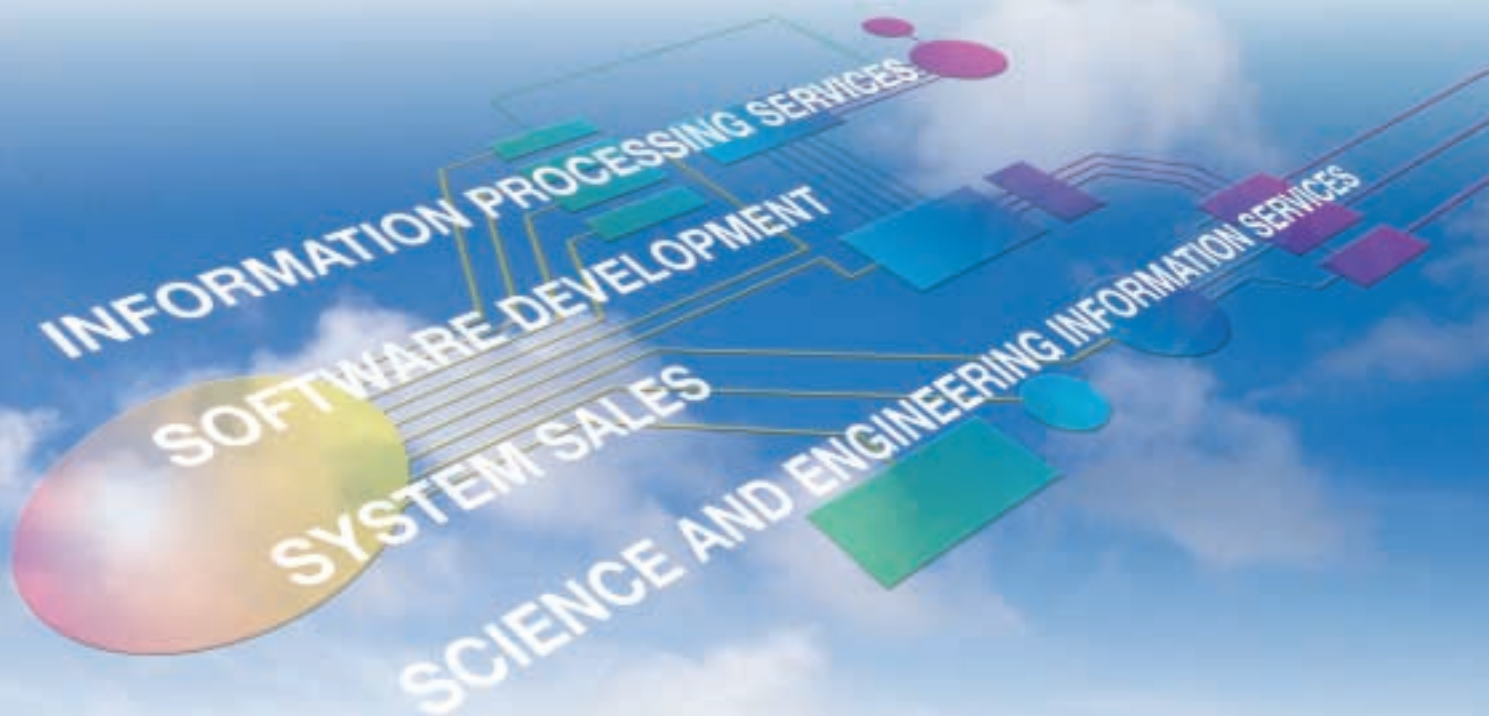 INFORMATION PROCESSING SERVICES
SOFTWARE DEVELOPMENT
SYSTEM SALES
SCIENCE AND ENGINEERING INFORMATION SERVICES